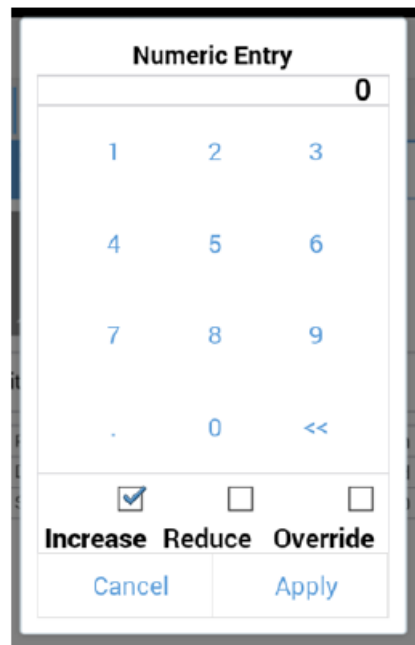 Numeric Entry
0
1 2 3
4 5 6
7 8 9
. 0 <<
Increase Reduce Override
Cancel Apply